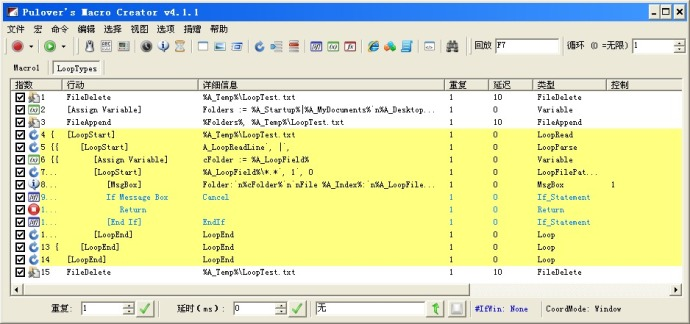 Pulover's Macro Creator v4.1.1
文件 宏 命令 编辑 选择 视图 选项 捐赠 帮助
回放 F7 循环 (0 =无限) 1
Macro1 LoopTypes
指数 行动 详细信息 重复 延迟 类型 控制
1 FileDelete %A_Temp%\LoopTest.txt 1 10 FileDelete
2 [Assign Variable] Folders := %A_Startup%|%A_MyDocuments%`n%A_Desktop... 1 0 Variable
3 FileAppend %Folders%, %A_Temp%\LoopTest.txt 1 10 FileAppend
4 { [LoopStart] %A_Temp%\LoopTest.txt 1 0 LoopRead
5 {{ [LoopStart] A_LoopReadLine`, |`, 1 0 LoopParse
6 {{ [Assign Variable] cFolder := %A_LoopField% 1 0 Variable
7... [LoopStart] %A_LoopField%\*.*`, 1`, 0 1 0 LoopFilePat...
8... [MsgBox] Folder:`n%cFolder%`n`nFile %A_Index%:`n%A_LoopFile... 1 0 MsgBox 1
9... If Message Box Cancel 1 0 If_Statement
1... Return 1 0 Return
1... [End If] EndIf 1 0 If_Statement
1... [LoopEnd] LoopEnd 1 0 Loop
13 { [LoopEnd] LoopEnd 1 0 Loop
14 [LoopEnd] LoopEnd 1 0 Loop
15 FileDelete %A_Temp%\LoopTest.txt 1 10 FileDelete
重复: 1 延时(ms): 0 无 #IfWin: None CoordMode: Window